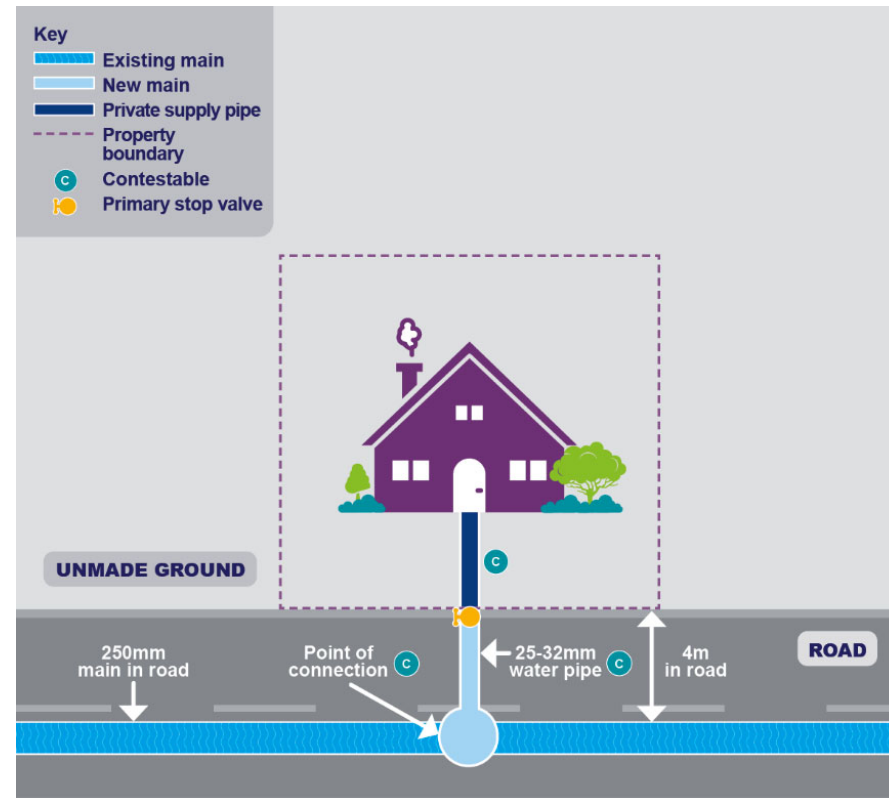 Key
Existing main
New main
Private supply pipe
Property
boundary
C
Contestable
Primary stop valve
C
UNMADE GROUND
250mm
main in road
Point of
connection C
25-32mm
water pipe C
4m
in road
ROAD